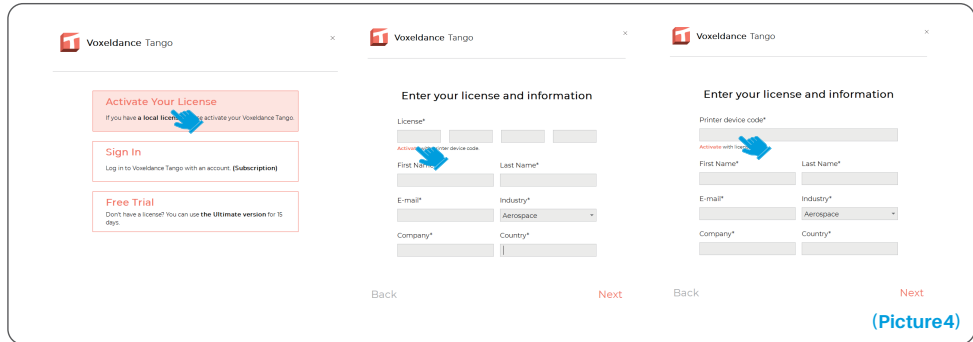 Voxeldance Tango
×
Activate Your License
If you have a local licen e activate your Voxeldance Tango.
Sign In
Log in to Voxeldance Tango with an account. (Subscription)
Free Trial
Don't have a license? You can use the Ultimate version for 15
days.
Voxeldance Tango
×
Enter your license and information
License*
Activate nter device code.
First Name*
Last Name*
E-mail*
Industry*
Aerospace
Company*
Country*
Back
Next
Voxeldance Tango
×
Enter your license and information
Printer device code*
Activate with licen
First Name*
Last Name*
E-mail*
Industry*
Aerospace
Company*
Country*
Back
Next
(Picture4)